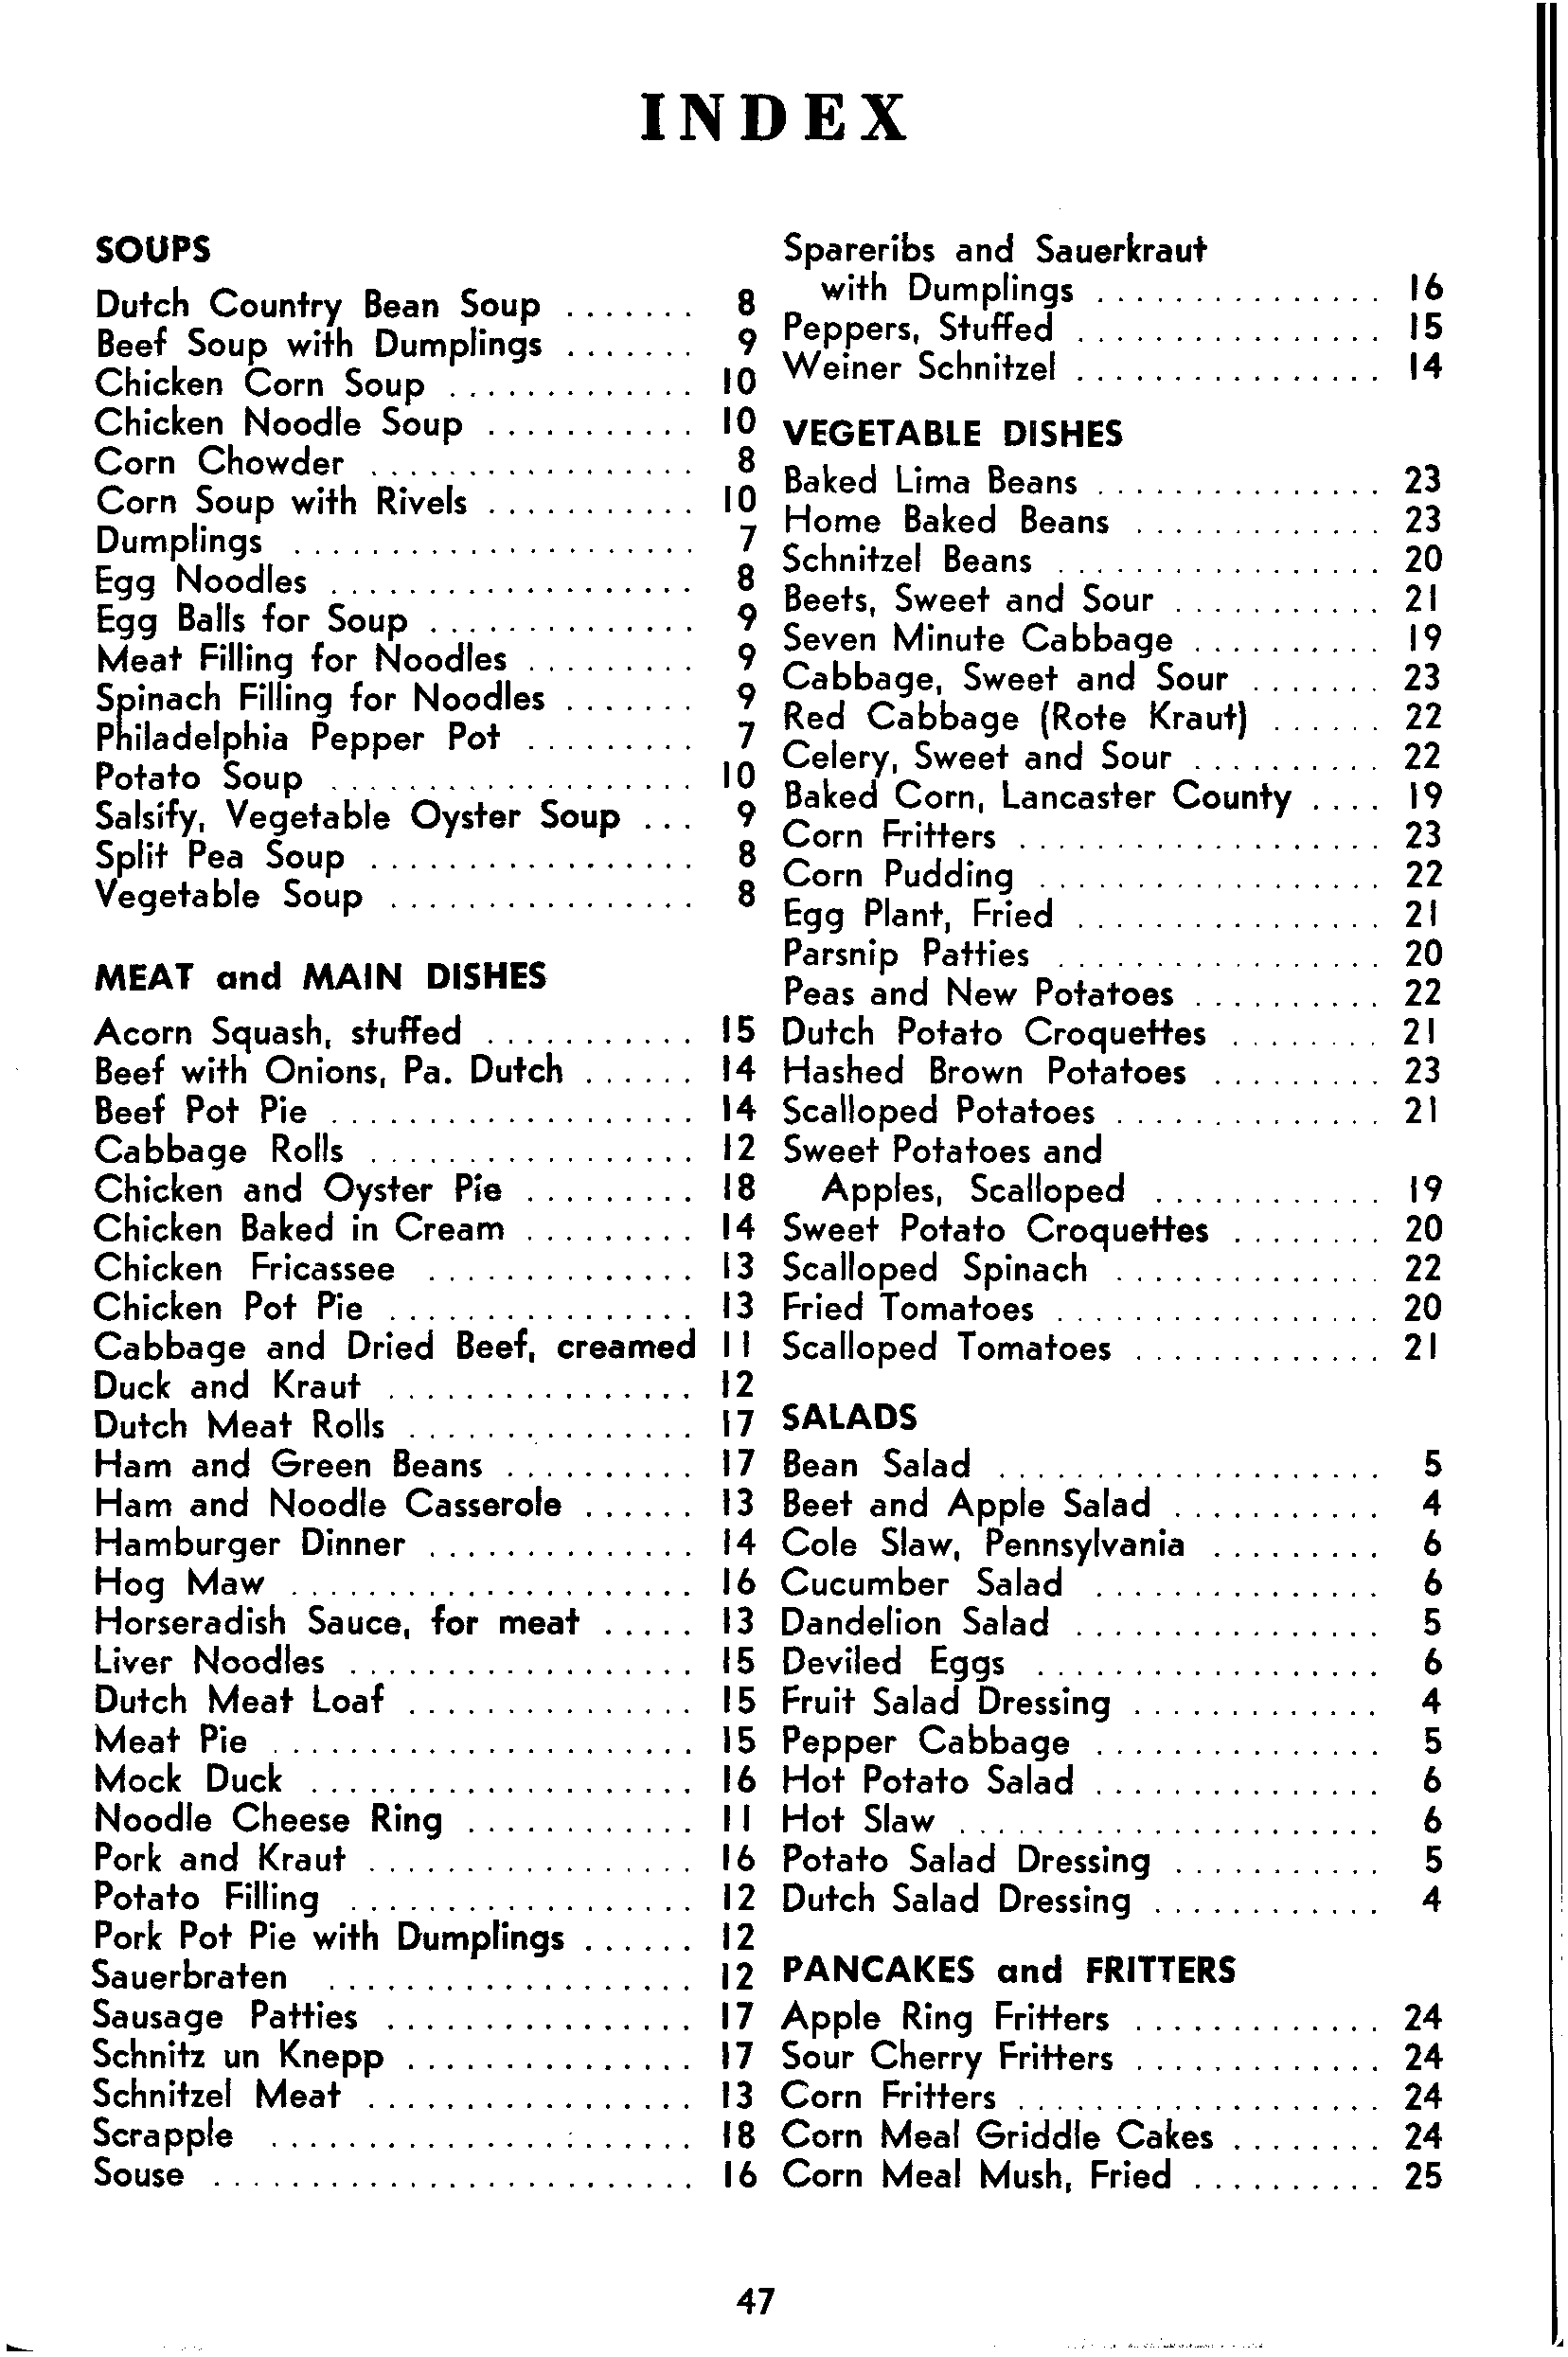 INDEX
SOUPS
Dutch Country Bean Soup ....... 8
Beef Soup with Dumplings ....... 9
Chicken Corn Soup ............. 10
Chicken Noodle Soup ........... 10
Corn Chowder ................. 8
Corn Soup with Rivels ........... 10
Dumplings ..................... 7
Egg Noodles ................... 8
Egg Balls for Soup .............. 9
Meat Filling for Noodles ......... 9
Spinach Filling for Noodles ....... 9
Philadelphia Pepper Pot ......... 7
Potato Soup ................... 10
Salsify, Vegetable Oyster Soup ... 9
Split Pea Soup ................. 8
Vegetable Soup ................ 8
MEAT and MAIN DISHES
Acorn Squash, stuffed ........... 15
Beef with Onions, Pa. Dutch ...... 14
Beef Pot Pie ................... 14
Cabbage Rolls ................. 12
Chicken and Oyster Pie ......... 18
Chicken Baked in Cream ......... 14
Chicken Fricassee .............. 13
Chicken Pot Pie ................ 13
Cabbage and Dried Beef, creamed 11
Duck and Kraut ................ 12
Dutch Meat Rolls ............... 17
Ham and Green Beans .......... 17
Ham and Noodle Casserole ...... 13
Hamburger Dinner .............. 14
Hog Maw ..................... 16
Horseradish Sauce, for meat ..... 13
Liver Noodles .................. 15
Dutch Meat Loaf ............... 15
Meat Pie ...................... 15
Mock Duck .................... 16
Noodle Cheese Ring ............ 11
Pork and Kraut ................. 16
Potato Filling .................. 12
Pork Pot Pie with Dumplings ...... 12
Sauerbraten ................... 12
Sausage Patties ................ 17
Schnitz un Knepp ............... 17
Schnitzel Meat ................. 13
Scrapple ...................... 18
Souse ......................... 16
Spareribs and Sauerkraut
with Dumplings ............... 16
Peppers, Stuffed ................ 15
Weiner Schnitzel ................ 14
VEGETABLE DISHES
Baked Lima Beans ............... 23
Home Baked Beans ............. 23
Schnitzel Beans ................. 20
Beets, Sweet and Sour ........... 21
Seven Minute Cabbage .......... 19
Cabbage, Sweet and Sour ....... 23
Red Cabbage (Rote Kraut) ...... 22
Celery, Sweet and Sour .......... 22
Baked Corn, Lancaster County .... 19
Corn Fritters ................... 23
Corn Pudding .................. 22
Egg Plant, Fried ................ 21
Parsnip Patties ................. 20
Peas and New Potatoes .......... 22
Dutch Potato Croquettes ........ 21
Hashed Brown Potatoes ......... 23
Scalloped Potatoes .............. 21
Sweet Potatoes and
Apples, Scalloped ............ 19
Sweet Potato Croquettes ........ 20
Scalloped Spinach .............. 22
Fried Tomatoes ................. 20
Scalloped Tomatoes ............. 21
SALADS
Bean Salad .................... 5
Beet and Apple Salad ........... 4
Cole Slaw, Pennsylvania ......... 6
Cucumber Salad ............... 6
Dandelion Salad ................ 5
Deviled Eggs .................. 6
Fruit Salad Dressing ............. 4
Pepper Cabbage ............... 5
Hot Potato Salad ............... 6
Hot Slaw ...................... 6
Potato Salad Dressing ........... 5
Dutch Salad Dressing ............ 4
PANCAKES and FRITTERS
Apple Ring Fritters ............. 24
Sour Cherry Fritters ............. 24
Corn Fritters ................... 24
Corn Meal Griddle Cakes ........ 24
Corn Meal Mush, Fried .......... 25
47